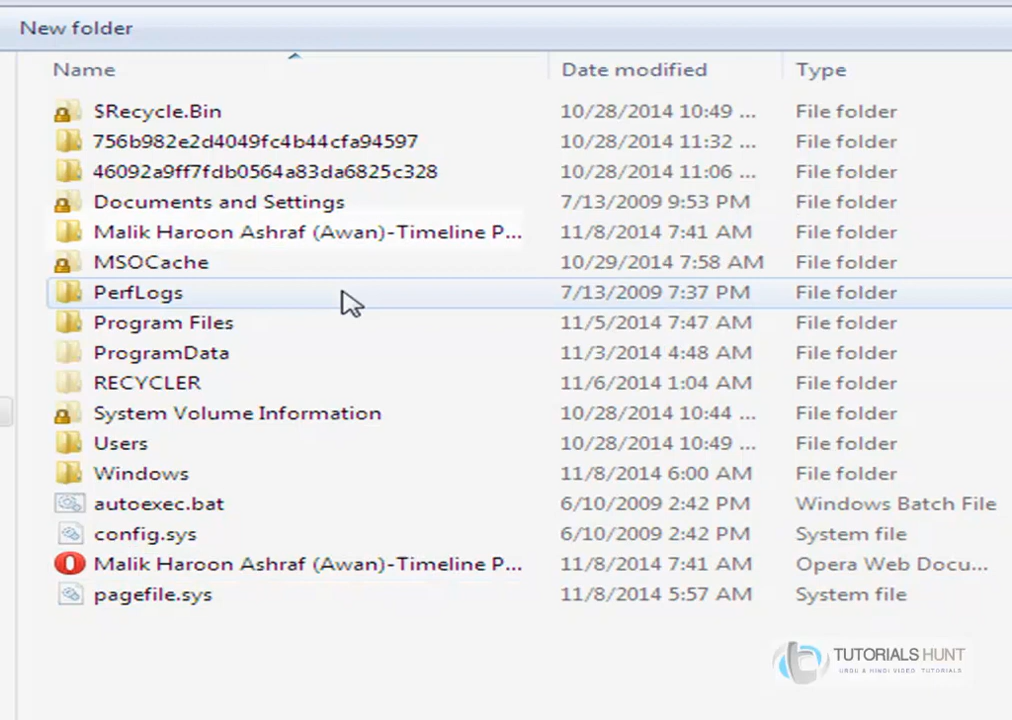 New folder
Name Date modified Type
$Recycle.Bin 10/28/2014 10:49 ... File folder
756b982e2d4049fc4b44cfa94597 10/28/2014 11:32 ... File folder
46092a9ff7fdb0564a83da6825c328 10/28/2014 11:06 ... File folder
Documents and Settings 7/13/2009 9:53 PM File folder
Malik Haroon Ashraf (Awan)-Timeline P... 11/8/2014 7:41 AM File folder
MSOCache 10/29/2014 7:58 AM File folder
PerfLogs 7/13/2009 7:37 PM File folder
Program Files 11/5/2014 7:47 AM File folder
ProgramData 11/3/2014 4:48 AM File folder
RECYCLER 11/6/2014 1:04 AM File folder
System Volume Information 10/28/2014 10:44 ... File folder
Users 10/28/2014 10:49 ... File folder
Windows 11/8/2014 6:00 AM File folder
autoexec.bat 6/10/2009 2:42 PM Windows Batch File
config.sys 6/10/2009 2:42 PM System file
Malik Haroon Ashraf (Awan)-Timeline P... 11/8/2014 7:41 AM Opera Web Docu...
pagefile.sys 11/8/2014 5:57 AM System file
TUTORIALS HUNT
URDU & HINDI VIDEO TUTORIALS